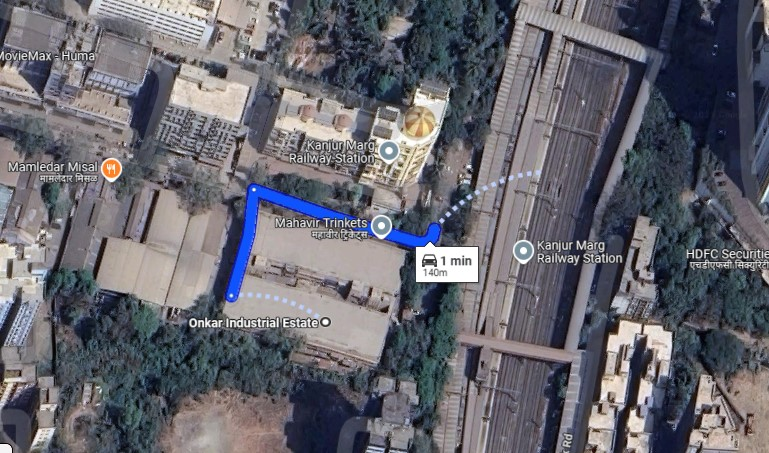 MovieMax - Huma
Kanjur Marg
Railway Station
Mamledar Misal
मामलेदार मिसळ
Mahavir Trinkets
महावीर ट्रिंकेट्स
1 min
140m
Kanjur Marg
Railway Station
HDFC Securitie
एचडीएफसी सिक्युरिटी
Onkar Industrial Estate
Rd